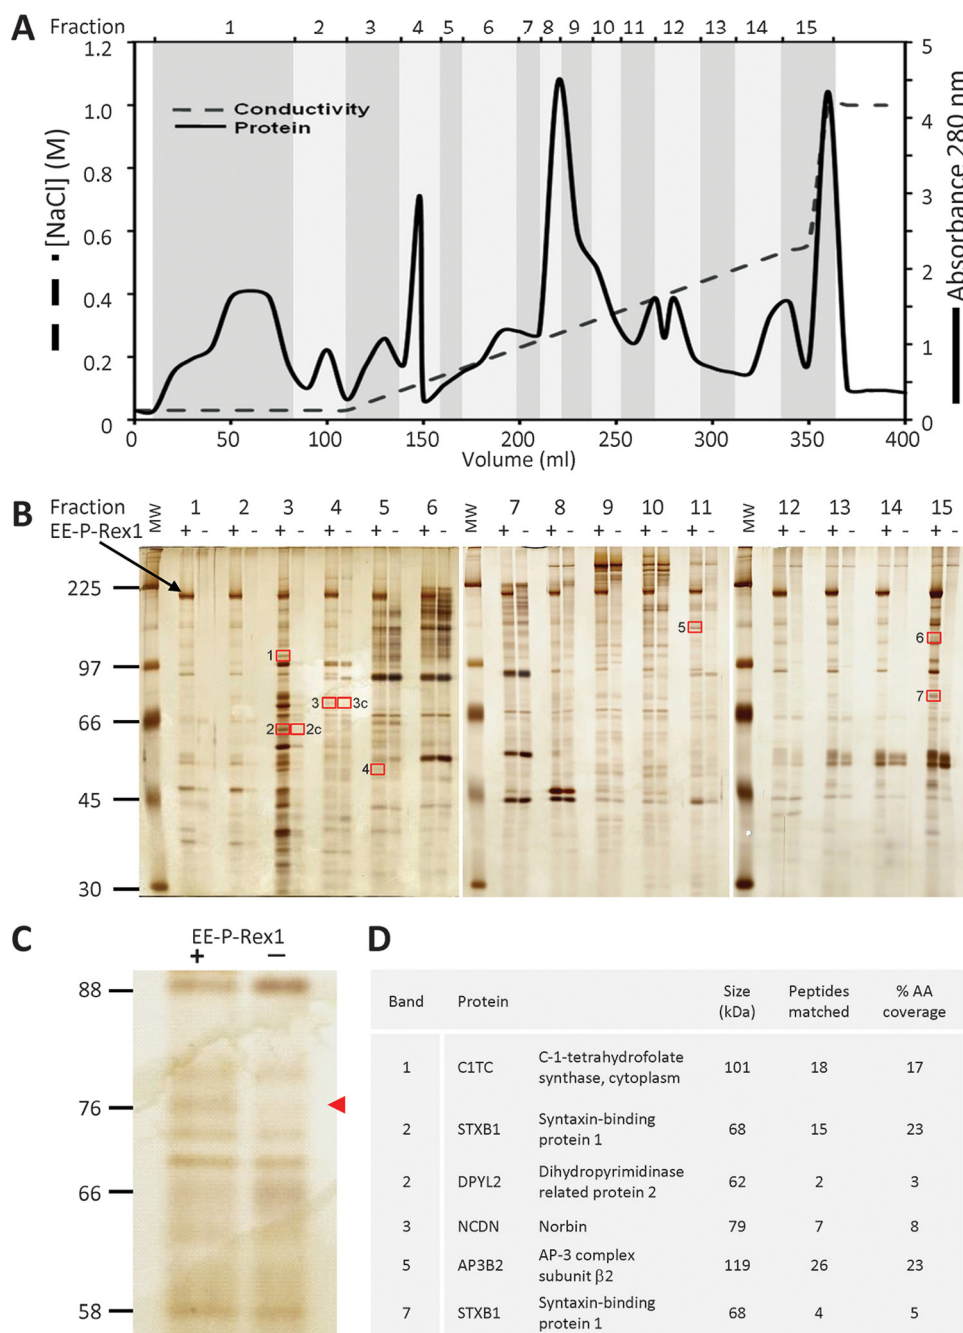 A
Fraction 1 2 3 4 5 6 7 8 9 10 11 12 13 14 15
1.2
1.0
0.8
0.6
0.4
0.2
0
[NaCl] (M)
Conductivity
Protein
5
4
3
2
1
0
Absorbance 280 nm
0 50 100 150 200 250 300 350 400
Volume (ml)
B
Fraction MW 1 2 3 4 5 6 MW 7 8 9 10 11 MW 12 13 14 15
EE-P-Rex1 + - + - + - + - + - + - + - + - + - + - + - + - + - + - + -
225
97
66
45
30
1
2 2c
3 3c
4
5
6
7
C
EE-P-Rex1
+ −
88
76
66
58
D
Band Protein Size (kDa) Peptides matched % AA coverage
1 C1TC C-1-tetrahydrofolate synthase, cytoplasm 101 18 17
2 STXB1 Syntaxin-binding protein 1 68 15 23
2 DPYL2 Dihydropyrimidinase related protein 2 62 2 3
3 NCDN Norbin 79 7 8
5 AP3B2 AP-3 complex subunit β2 119 26 23
7 STXB1 Syntaxin-binding protein 1 68 4 5